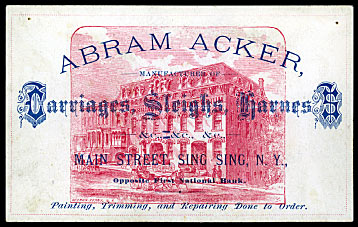 ABRAM ACKER,
MANUFACTURER OF
Carriages, Sleighs, Harness
&c., &c., &c.
MAIN STREET, SING SING, N.Y.,
Opposite First National Bank.
Painting, Trimming, and Repairing Done to Order.